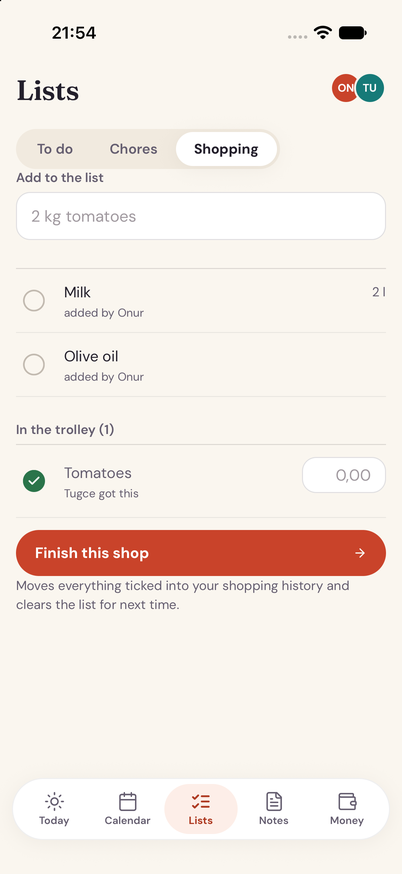 21:54
Lists
ON TU
To do Chores Shopping
Add to the list
2 kg tomatoes
Milk 2 l
added by Onur
Olive oil
added by Onur
In the trolley (1)
Tomatoes 0,00
Tugce got this
Finish this shop
Moves everything ticked into your shopping history and
clears the list for next time.
Today Calendar Lists Notes Money